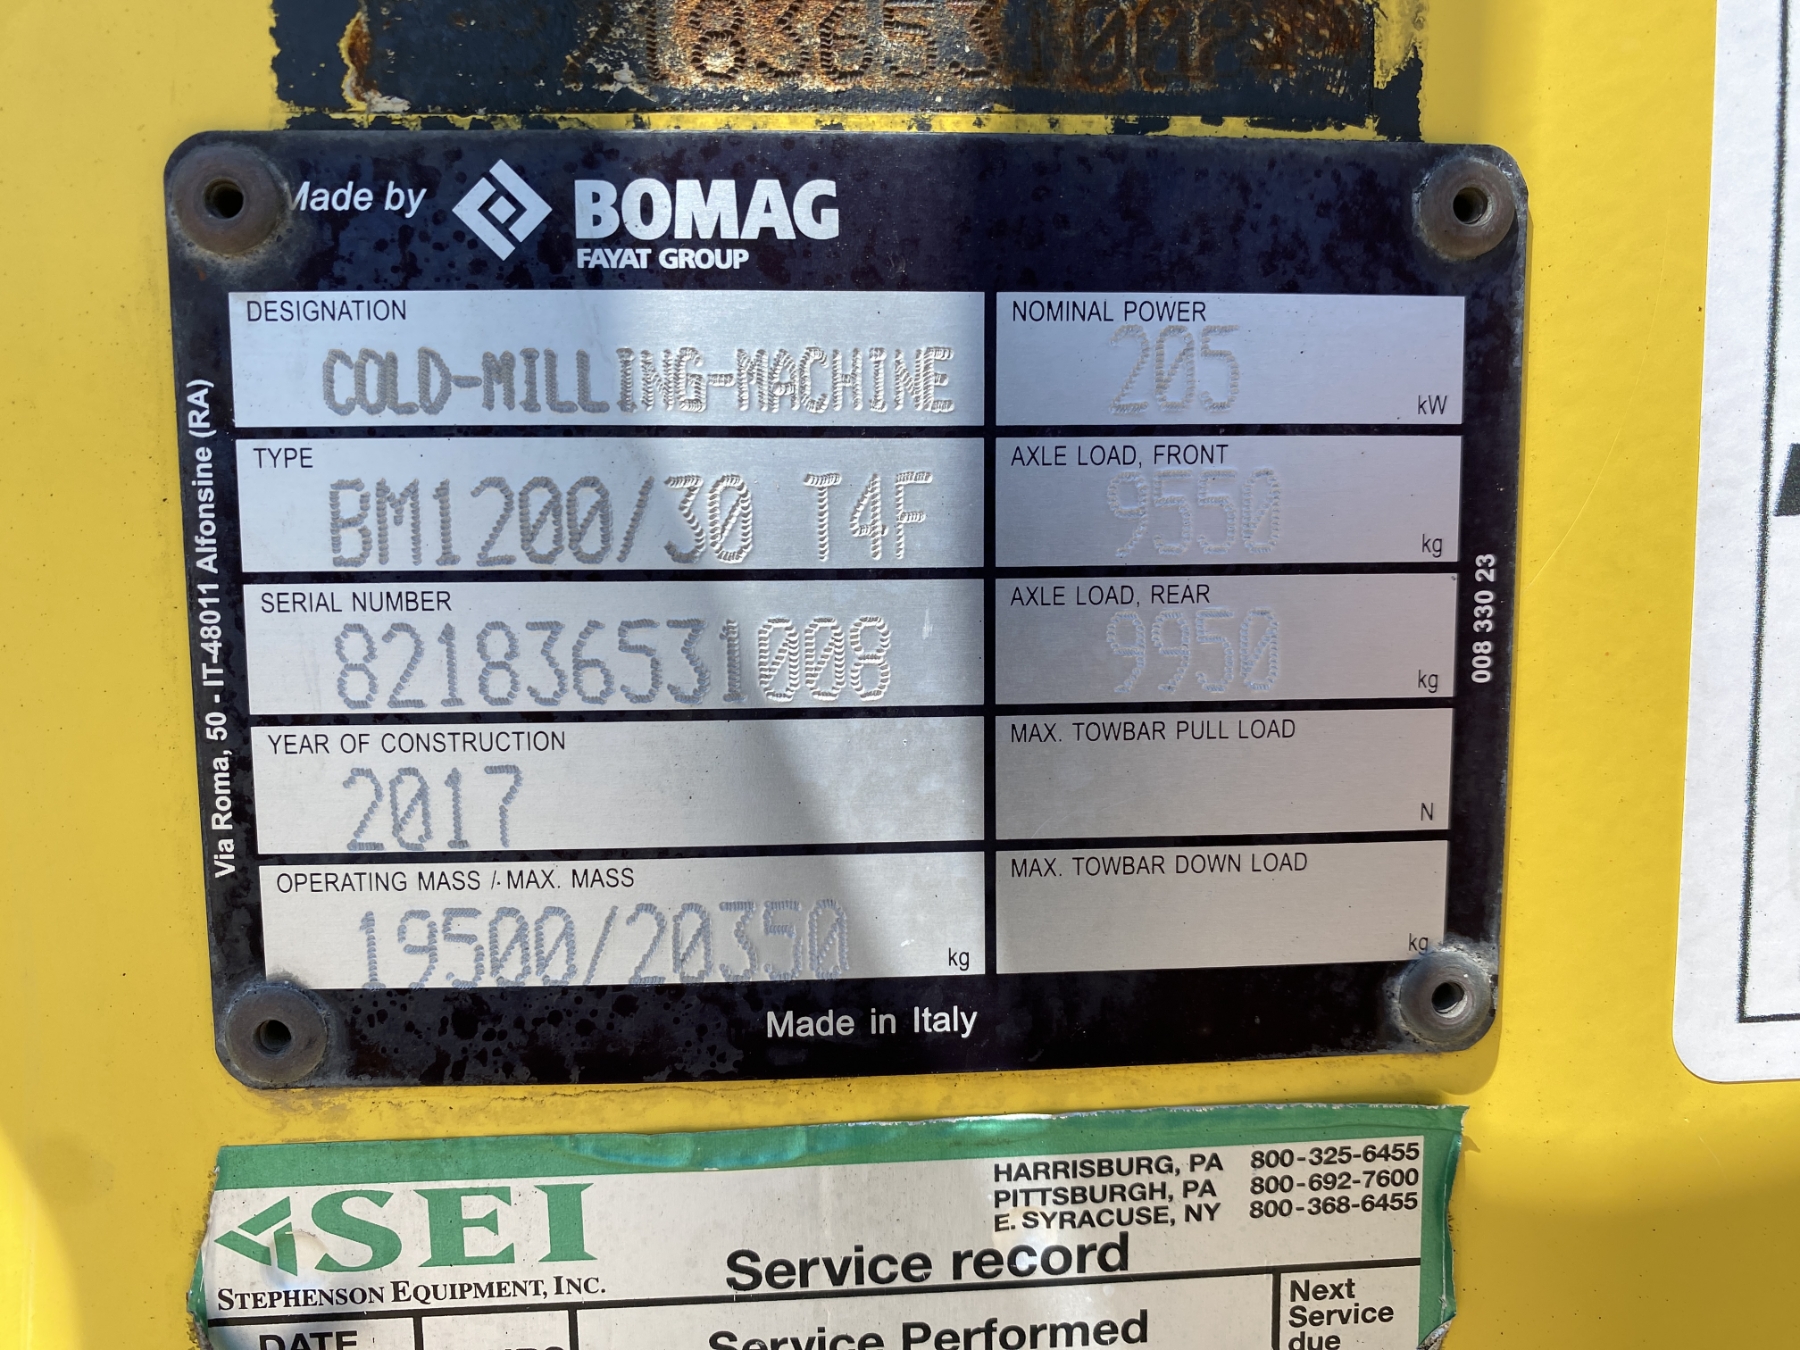 Made by BOMAG
FAYAT GROUP
DESIGNATION
COLD-MILLING-MACHINE
NOMINAL POWER
205
kW
TYPE
BM1200/30 T4F
AXLE LOAD, FRONT
9550
kg
SERIAL NUMBER
821836531008
AXLE LOAD, REAR
9950
kg
YEAR OF CONSTRUCTION
2017
MAX. TOWBAR PULL LOAD
N
OPERATING MASS / MAX. MASS
19500/20350
kg
MAX. TOWBAR DOWN LOAD
kg
Made in Italy
Via Roma, 50 - IT-48011 Alfonsine (RA)
008 330 23
SEI
STEPHENSON EQUIPMENT, INC.
HARRISBURG, PA 800-325-6455
PITTSBURGH, PA 800-692-7600
E. SYRACUSE, NY 800-368-6455
Service record
DATE
Service Performed
Next
Service
due